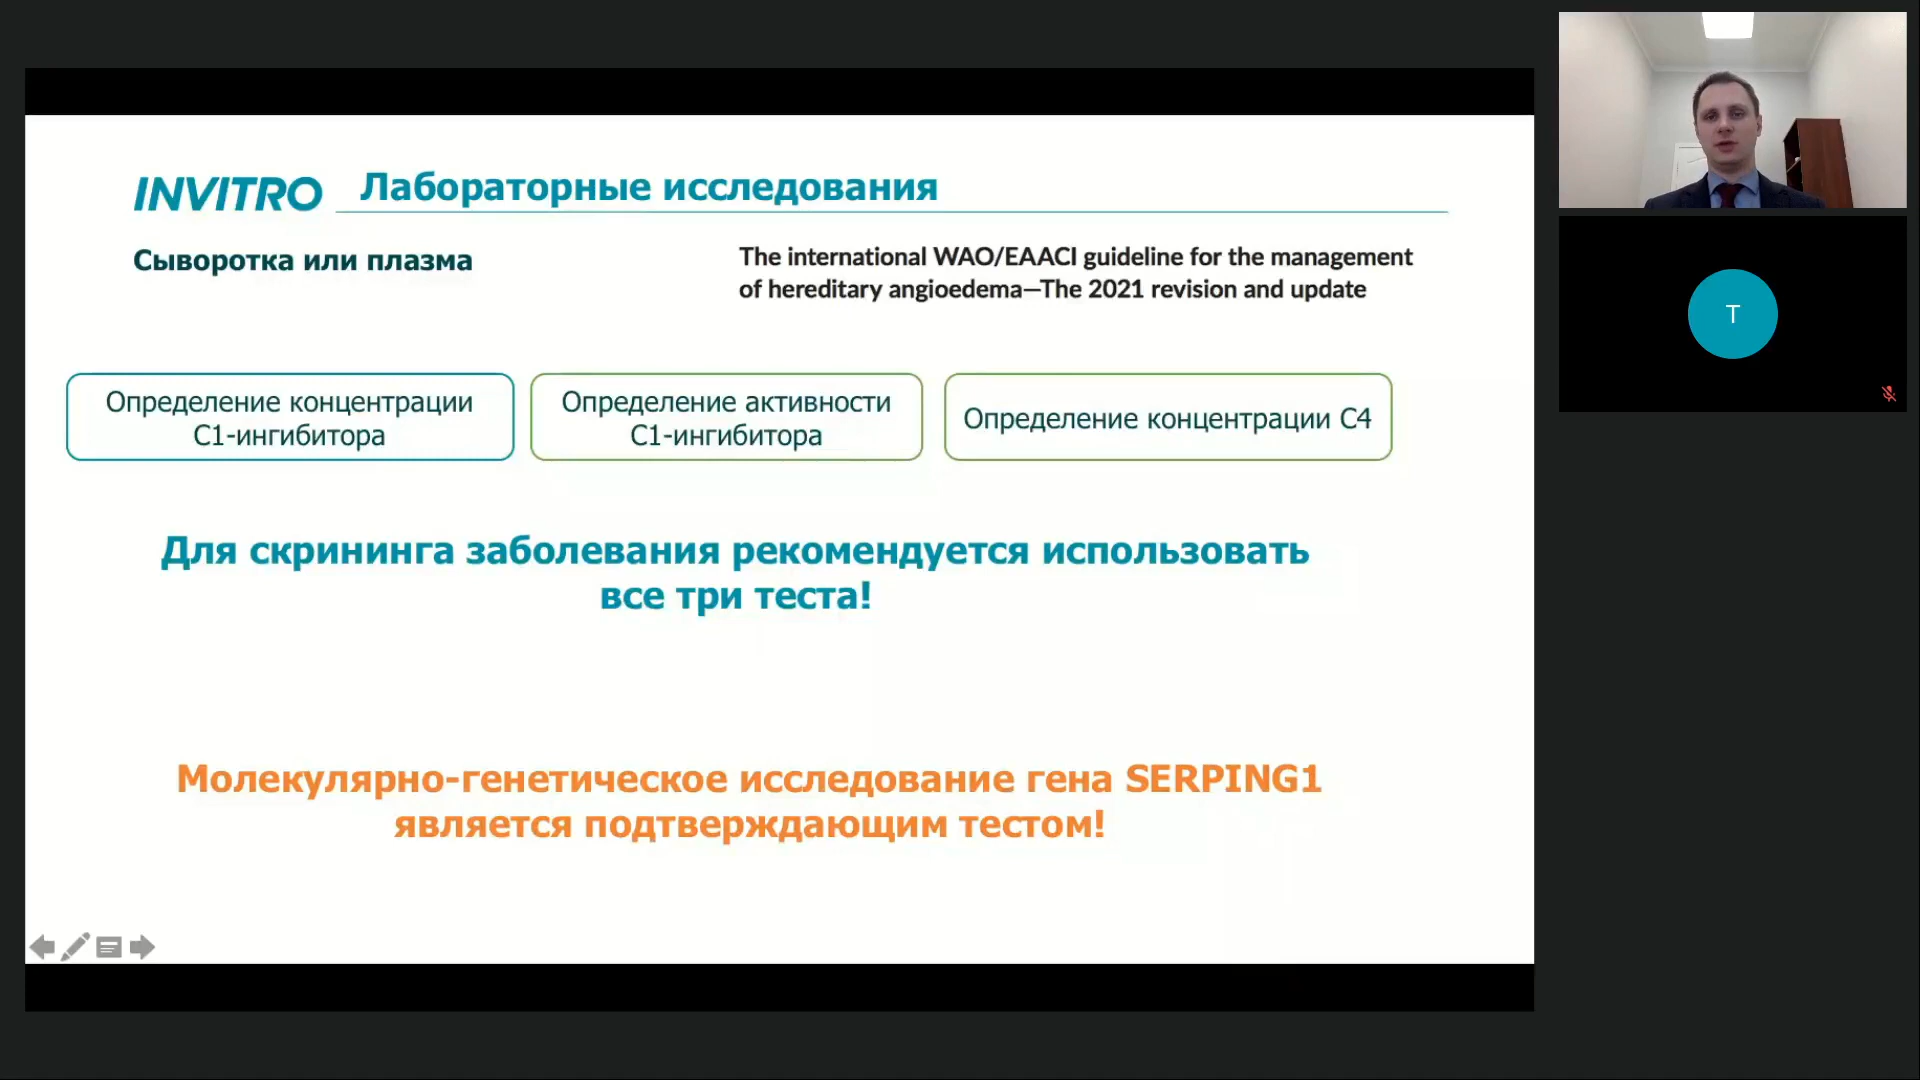 INVITRO
Лабораторные исследования
Сыворотка или плазма
The international WAO/EAACI guideline for the management
of hereditary angioedema—The 2021 revision and update
Определение концентрации
С1-ингибитора
Определение активности
С1-ингибитора
Определение концентрации С4
Для скрининга заболевания рекомендуется использовать
все три теста!
Молекулярно-генетическое исследование гена SERPING1
является подтверждающим тестом!
T